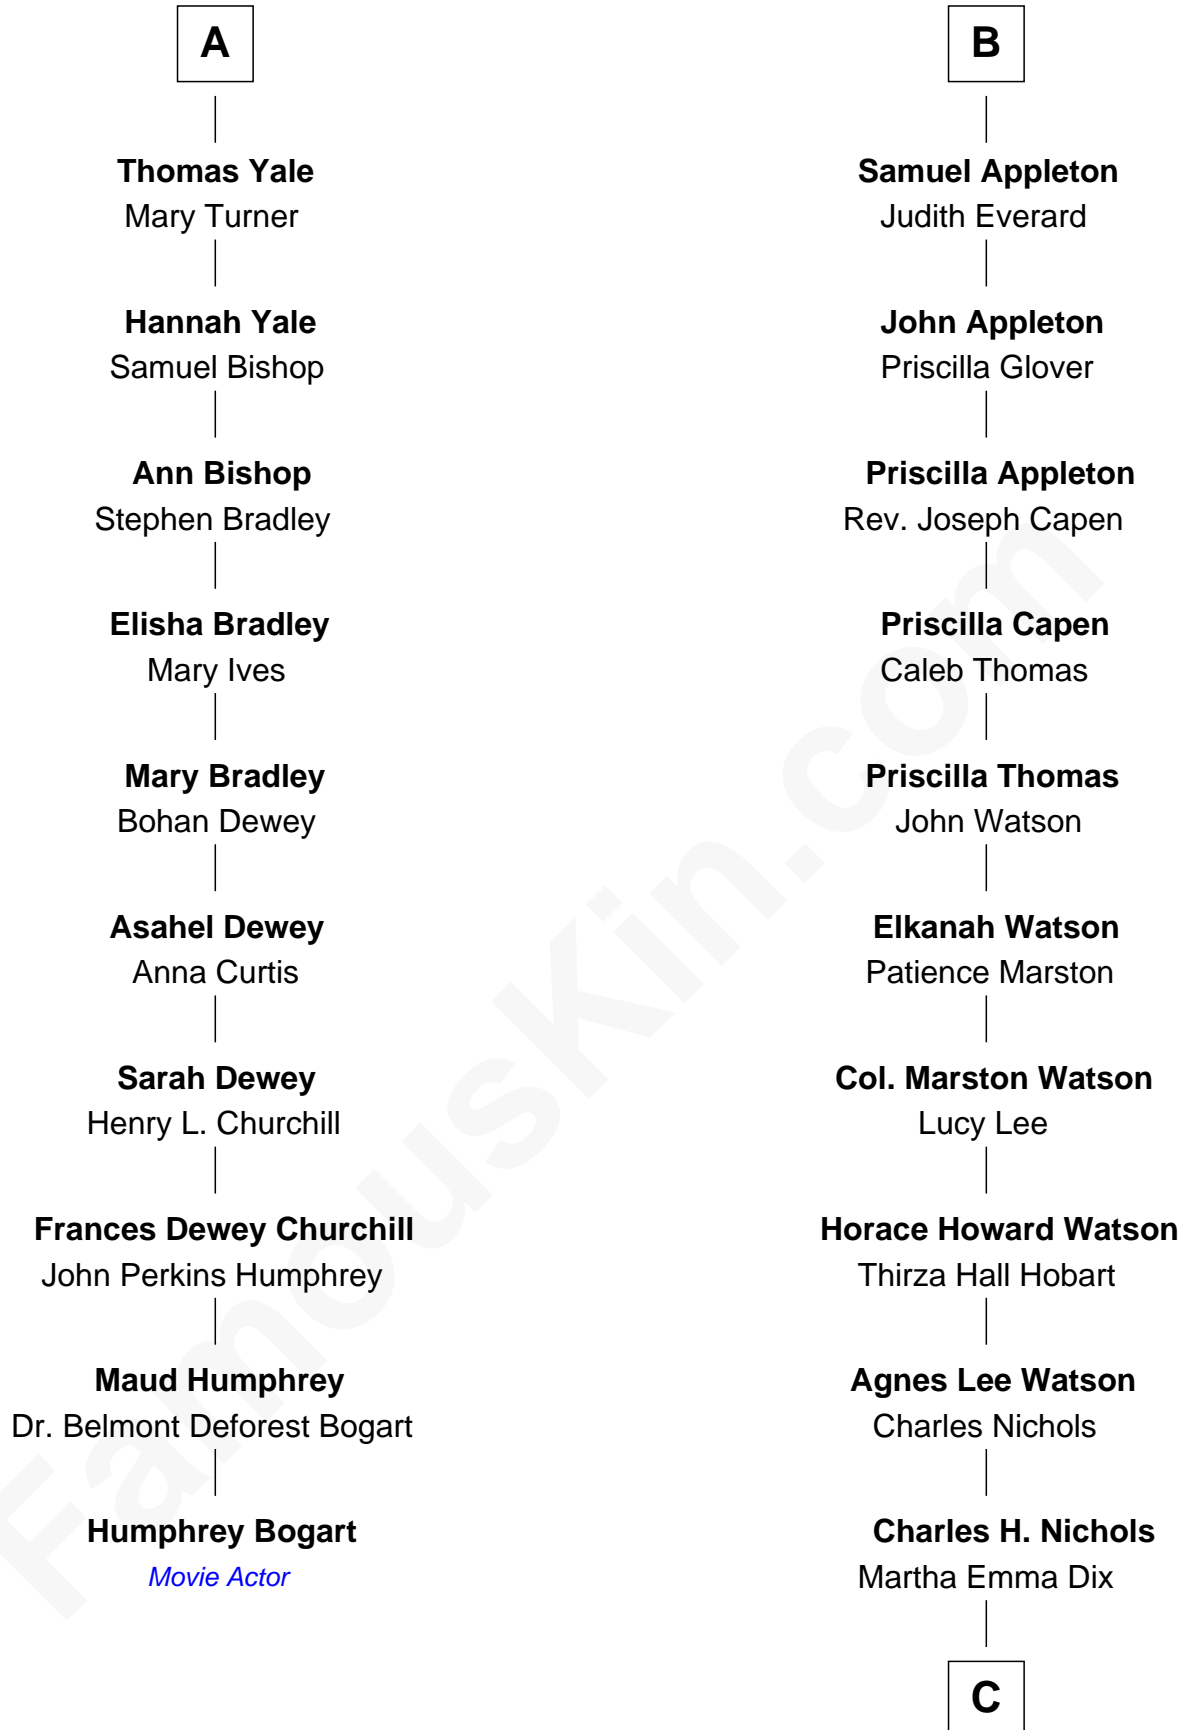 A
Thomas Yale
Mary Turner
Hannah Yale
Samuel Bishop
Ann Bishop
Stephen Bradley
Elisha Bradley
Mary Ives
Mary Bradley
Bohan Dewey
Asahel Dewey
Anna Curtis
Sarah Dewey
Henry L. Churchill
Frances Dewey Churchill
John Perkins Humphrey
Maud Humphrey
Dr. Belmont Deforest Bogart
Humphrey Bogart
Movie Actor
B
Samuel Appleton
Judith Everard
John Appleton
Priscilla Glover
Priscilla Appleton
Rev. Joseph Capen
Priscilla Capen
Caleb Thomas
Priscilla Thomas
John Watson
Elkanah Watson
Patience Marston
Col. Marston Watson
Lucy Lee
Horace Howard Watson
Thirza Hall Hobart
Agnes Lee Watson
Charles Nichols
Charles H. Nichols
Martha Emma Dix
C
FamousKin.com